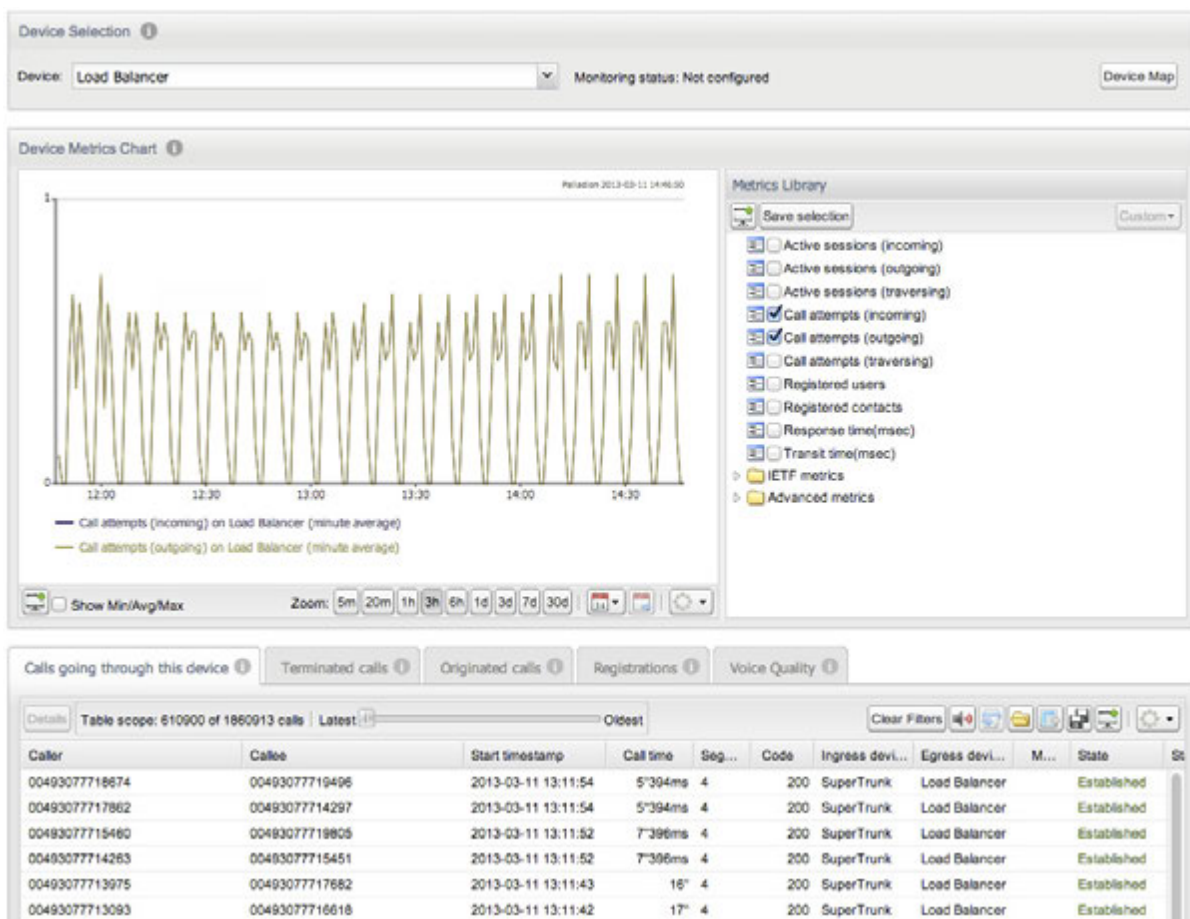 Device Selection
Device: Load Balancer Monitoring status: Not configured Device Map
Device Metrics Chart
Palladion 2013-03-11 14:46:50
1
0
12:00 12:30 13:00 13:30 14:00 14:30
Call attempts (incoming) on Load Balancer (minute average)
Call attempts (outgoing) on Load Balancer (minute average)
Show Min/Avg/Max Zoom: 5m 20m 1h 3h 6h 1d 3d 7d 30d
Metrics Library
Save selection Custom
Active sessions (incoming)
Active sessions (outgoing)
Active sessions (traversing)
Call attempts (incoming)
Call attempts (outgoing)
Call attempts (traversing)
Registered users
Registered contacts
Response time(msec)
Transit time(msec)
IETF metrics
Advanced metrics
Calls going through this device Terminated calls Originated calls Registrations Voice Quality
Details Table scope: 610900 of 1860913 calls Latest Oldest Clear Filters
Caller Callee Start timestamp Call time Seg... Code Ingress devi... Egress devi... M... State St
00493077718674 00493077719496 2013-03-11 13:11:54 5"394ms 4 200 SuperTrunk Load Balancer Established
00493077717862 00493077714297 2013-03-11 13:11:54 5"394ms 4 200 SuperTrunk Load Balancer Established
00493077715460 00493077719805 2013-03-11 13:11:52 7"396ms 4 200 SuperTrunk Load Balancer Established
00493077714263 00493077715451 2013-03-11 13:11:52 7"396ms 4 200 SuperTrunk Load Balancer Established
00493077713975 00493077717682 2013-03-11 13:11:43 16" 4 200 SuperTrunk Load Balancer Established
00493077713093 00493077716618 2013-03-11 13:11:42 17" 4 200 SuperTrunk Load Balancer Established